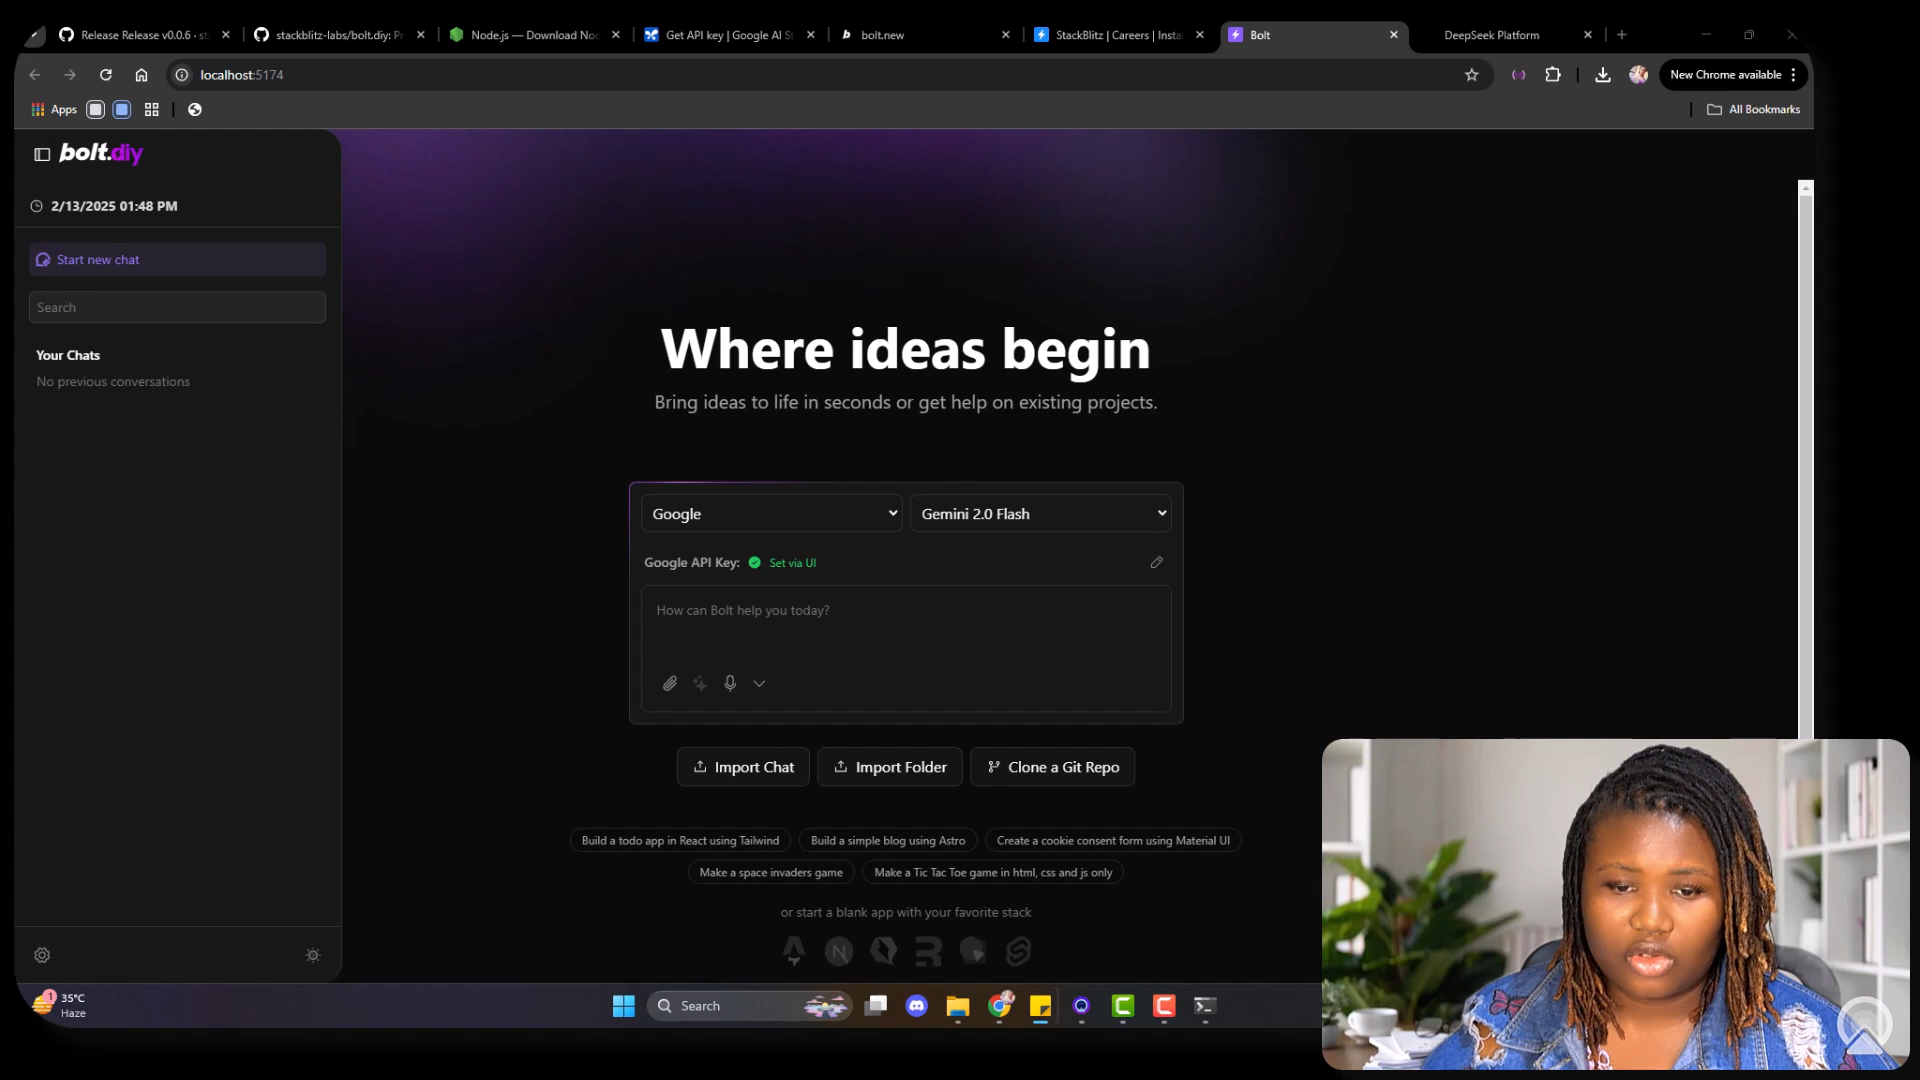 Release Release v0.0.6 · st
stackblitz-labs/bolt.diy: P
Node.js — Download No
Get API key | Google AI S
b
bolt.new
StackBlitz | Careers | Insta
Bolt
DeepSeek Platform
localhost:5174
New Chrome available
Apps
All Bookmarks
bolt.diy
2/13/2025 01:48 PM
Start new chat
Search
Your Chats
No previous conversations
Where ideas begin
Bring ideas to life in seconds or get help on existing projects.
Google
Gemini 2.0 Flash
Google API Key:
Set via UI
How can Bolt help you today?
Import Chat
Import Folder
Clone a Git Repo
Build a todo app in React using Tailwind
Build a simple blog using Astro
Create a cookie consent form using Material UI
Make a space invaders game
Make a Tic Tac Toe game in html, css and js only
or start a blank app with your favorite stack
1
35°C
Haze
Search